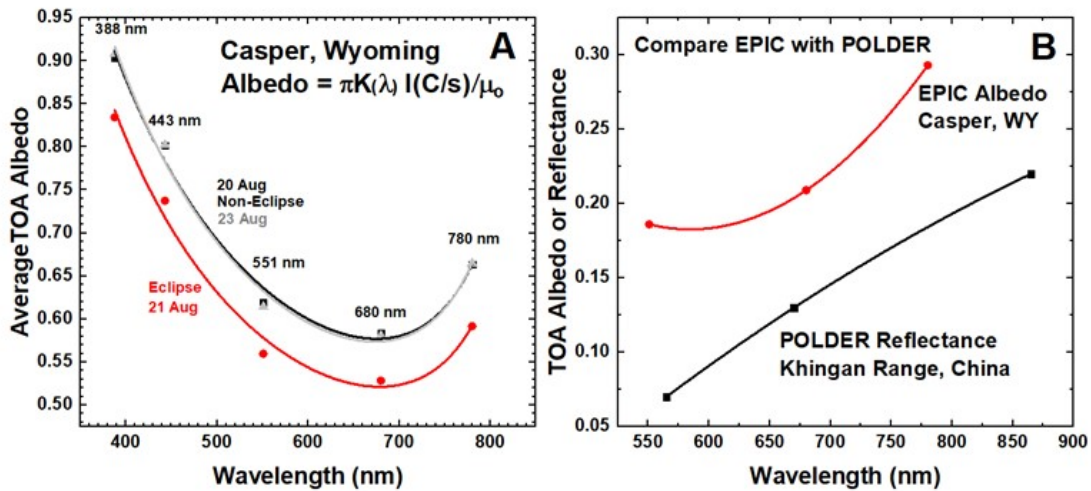 Casper, Wyoming
A
Albedo = πK(λ) I(C/s)/μo
388 nm
443 nm
20 Aug
Non-Eclipse
23 Aug
551 nm
680 nm
780 nm
Eclipse
21 Aug
AverageTOA Albedo
0.95
0.90
0.85
0.80
0.75
0.70
0.65
0.60
0.55
0.50
400
500
600
700
800
Wavelength (nm)
Compare EPIC with POLDER
B
EPIC Albedo
Casper, WY
POLDER Reflectance
Khingan Range, China
TOA Albedo or Reflectance
0.30
0.25
0.20
0.15
0.10
0.05
550
600
650
700
750
800
850
900
Wavelength (nm)